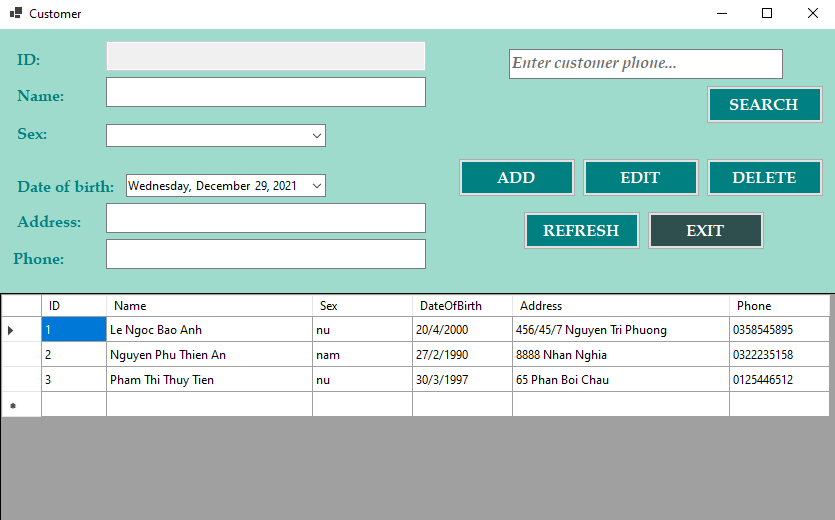 Customer
ID:
Enter customer phone...
Name:
SEARCH
Sex:
ADD EDIT DELETE
Date of birth: Wednesday, December 29, 2021
Address:
REFRESH EXIT
Phone:
ID Name Sex DateOfBirth Address Phone
1 Le Ngoc Bao Anh nu 20/4/2000 456/45/7 Nguyen Tri Phuong 0358545895
2 Nguyen Phu Thien An nam 27/2/1990 8888 Nhan Nghia 0322235158
3 Pham Thi Thuy Tien nu 30/3/1997 65 Phan Boi Chau 0125446512